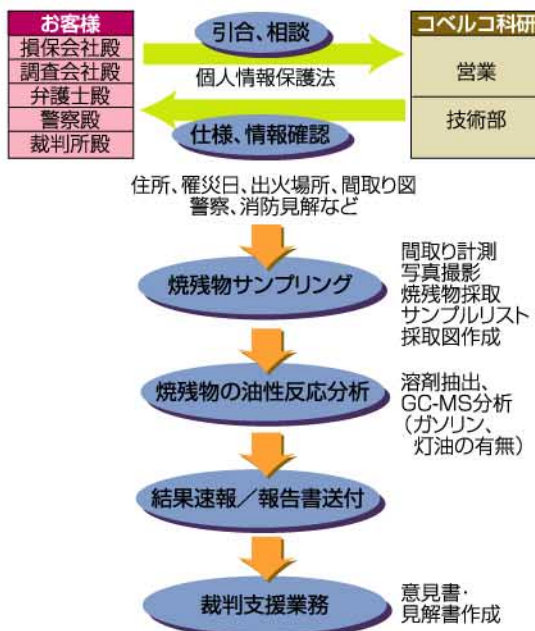 お客様
損保会社殿
調査会社殿
弁護士殿
警察殿
裁判所殿
引合、相談
個人情報保護法
仕様、情報確認
コベルコ科研
営業
技術部
住所、罹災日、出火場所、間取り図
警察、消防見解など
焼残物サンプリング
間取り計測
写真撮影
焼残物採取
サンプルリスト
採取図作成
焼残物の油性反応分析
溶剤抽出、
GC-MS分析
（ガソリン、
灯油の有無）
結果速報／報告書送付
裁判支援業務
意見書・
見解書作成